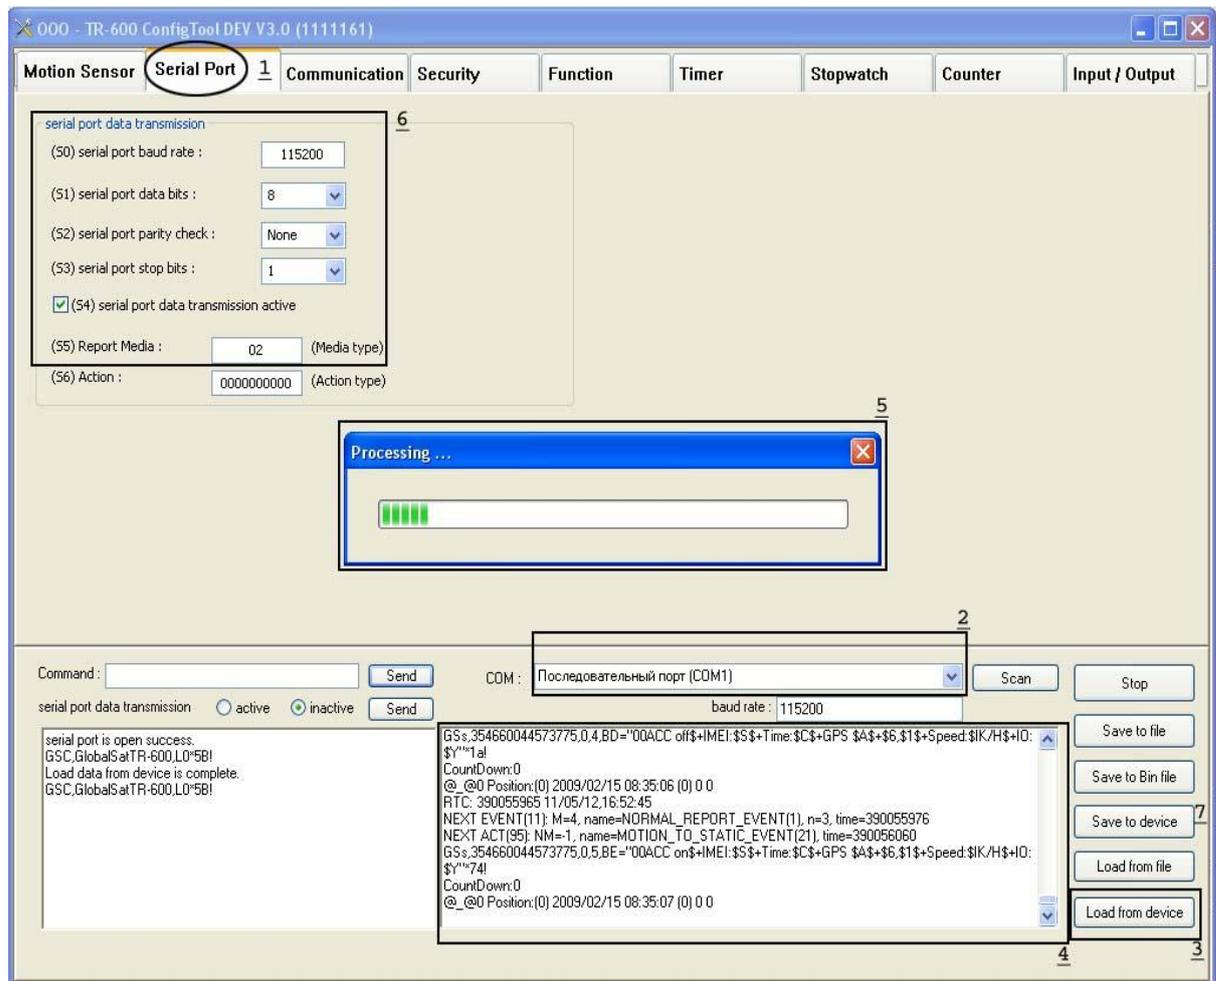 OOO - TR-600 ConfigTool DEV V3.0 (1111161)
Motion Sensor
Serial Port
1
Communication
Security
Function
Timer
Stopwatch
Counter
Input / Output
serial port data transmission
6
(S0) serial port baud rate :
115200
(S1) serial port data bits :
8
(S2) serial port parity check :
None
(S3) serial port stop bits :
1
(S4) serial port data transmission active
(S5) Report Media :
02
(Media type)
(S6) Action :
0000000000
(Action type)
5
Processing ...
2
Command :
Send
COM :
Последовательный порт (COM1)
Scan
Stop
serial port data transmission
active
inactive
Send
baud rate :
115200
Save to file
Save to Bin file
Save to device
7
Load from file
Load from device
3
serial port is open success.
GSC,GlobalSatTR-600,L0*5B!
Load data from device is complete.
GSC,GlobalSatTR-600,L0*5B!
GSs,354660044573775,0,4,BD="00ACC off$+IMEI:$S$+Time:$C$+GPS $A$+$6,$1$+Speed:$IK/H$+IO:
$Y"*1a!
CountDown:0
@_@0 Position:(0) 2009/02/15 08:35:06 (0) 0 0
RTC: 390055965 11/05/12,16:52:45
NEXT EVENT(11): M=4, name=NORMAL_REPORT_EVENT(1), n=3, time=390055976
NEXT ACT(95): NM=-1, name=MOTION_TO_STATIC_EVENT(21), time=390056060
GSs,354660044573775,0,5,BE="00ACC on$+IMEI:$S$+Time:$C$+GPS $A$+$6,$1$+Speed:$IK/H$+IO:
$Y"*74!
CountDown:0
@_@0 Position:(0) 2009/02/15 08:35:07 (0) 0 0
4